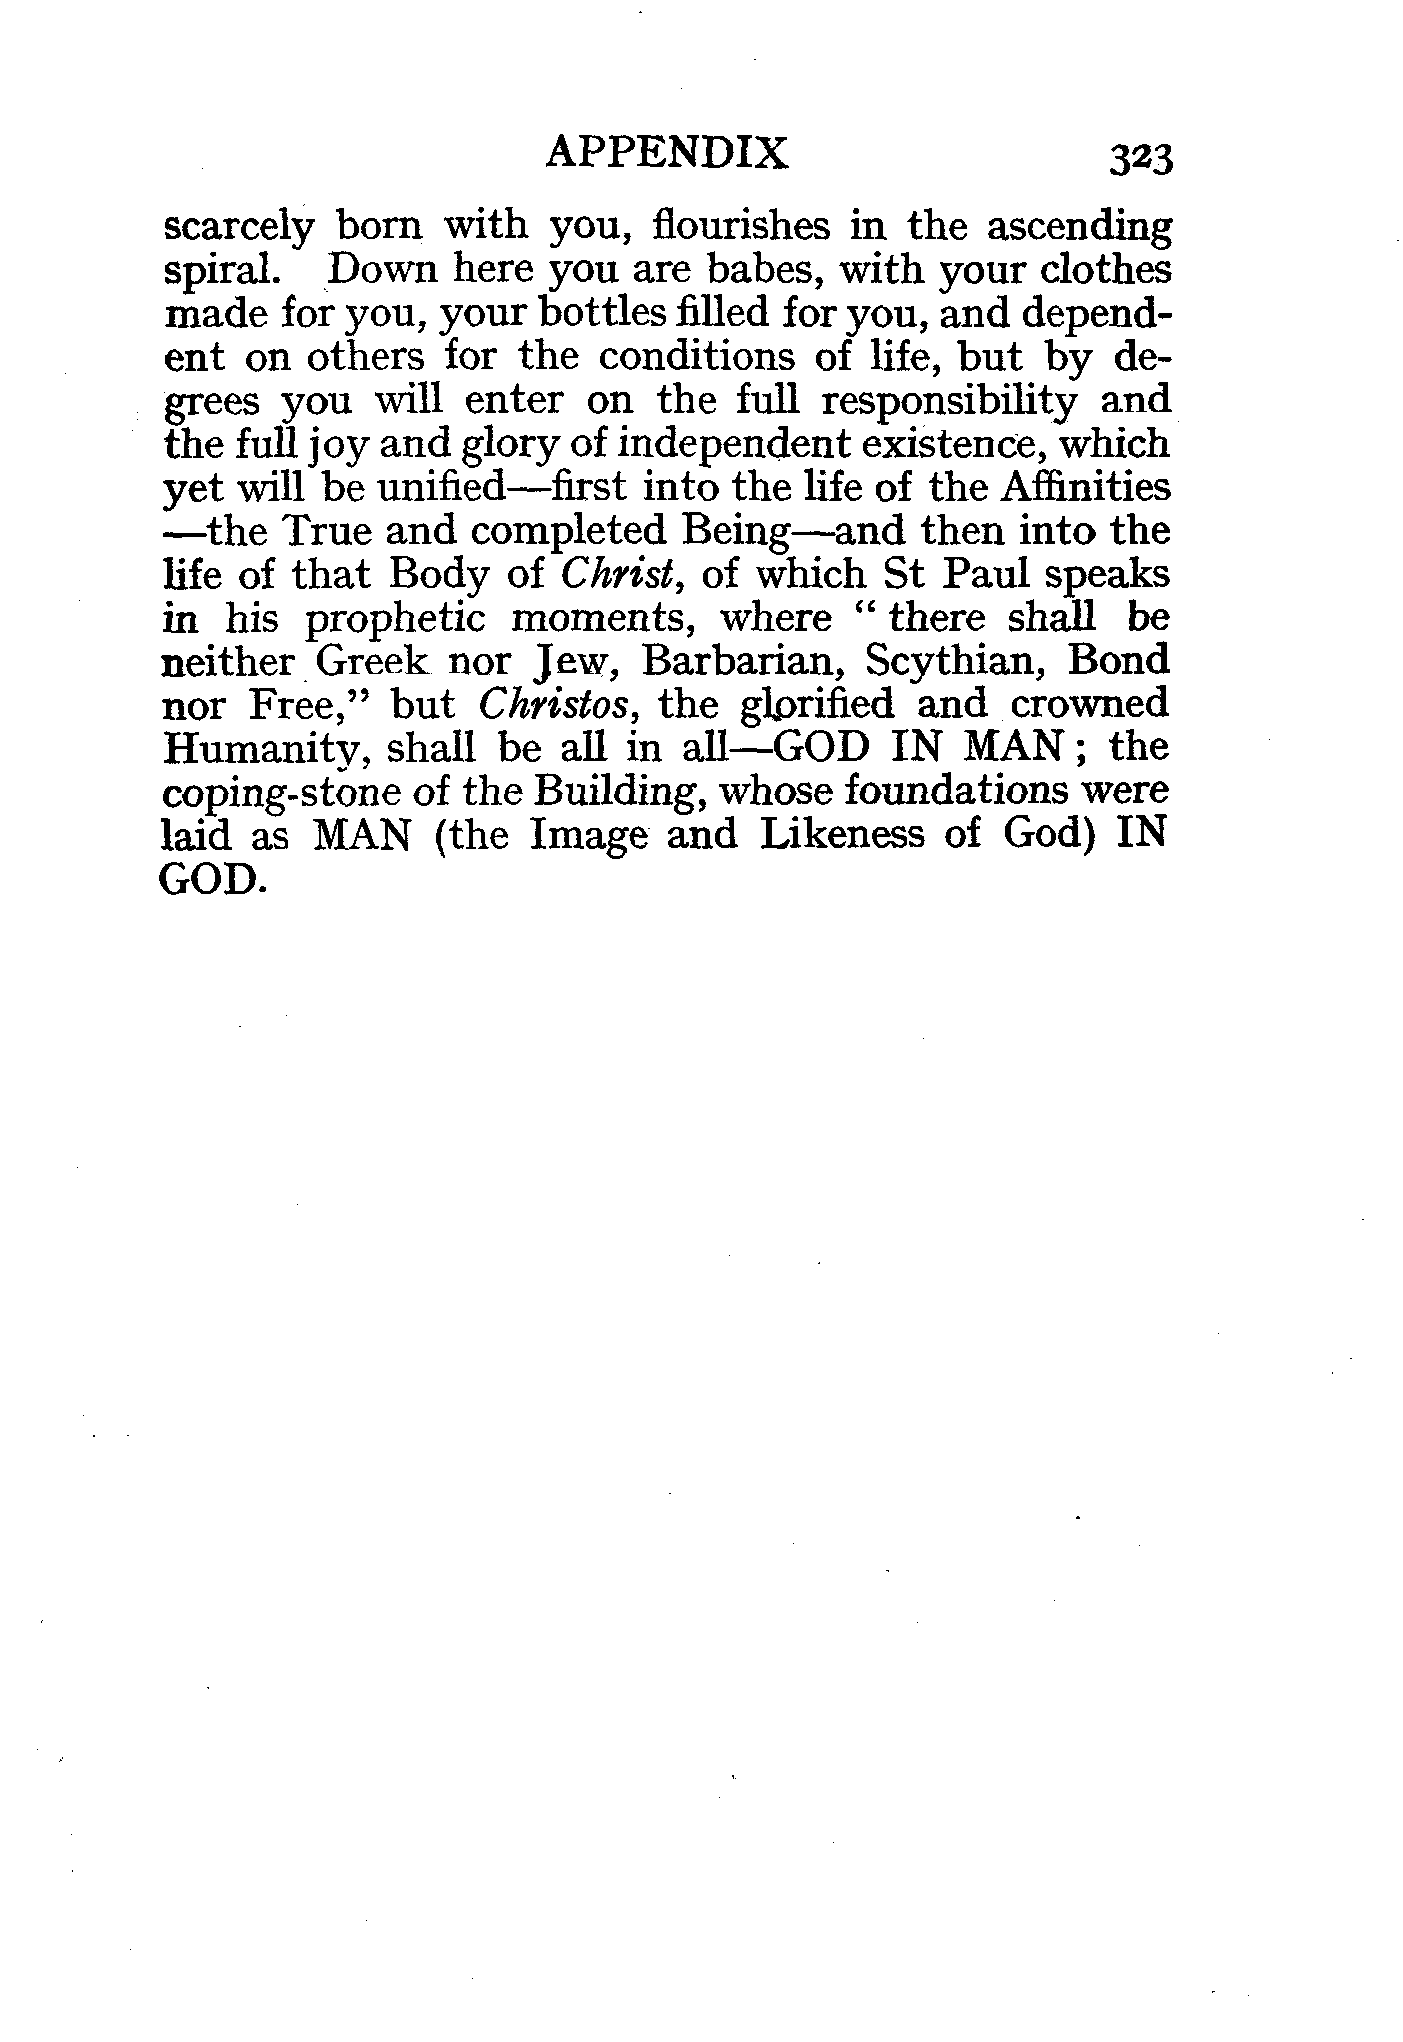 APPENDIX 323
scarcely born with you, flourishes in the ascending
spiral. Down here you are babes, with your clothes
made for you, your bottles filled for you, and depend-
ent on others for the conditions of life, but by de-
grees you will enter on the full responsibility and
the full joy and glory of independent existence, which
yet will be unified—first into the life of the Affinities
—the True and completed Being—and then into the
life of that Body of Christ, of which St Paul speaks
in his prophetic moments, where “ there shall be
neither Greek nor Jew, Barbarian, Scythian, Bond
nor Free,” but Christos, the glorified and crowned
Humanity, shall be all in all—GOD IN MAN ; the
coping-stone of the Building, whose foundations were
laid as MAN (the Image and Likeness of God) IN
GOD.